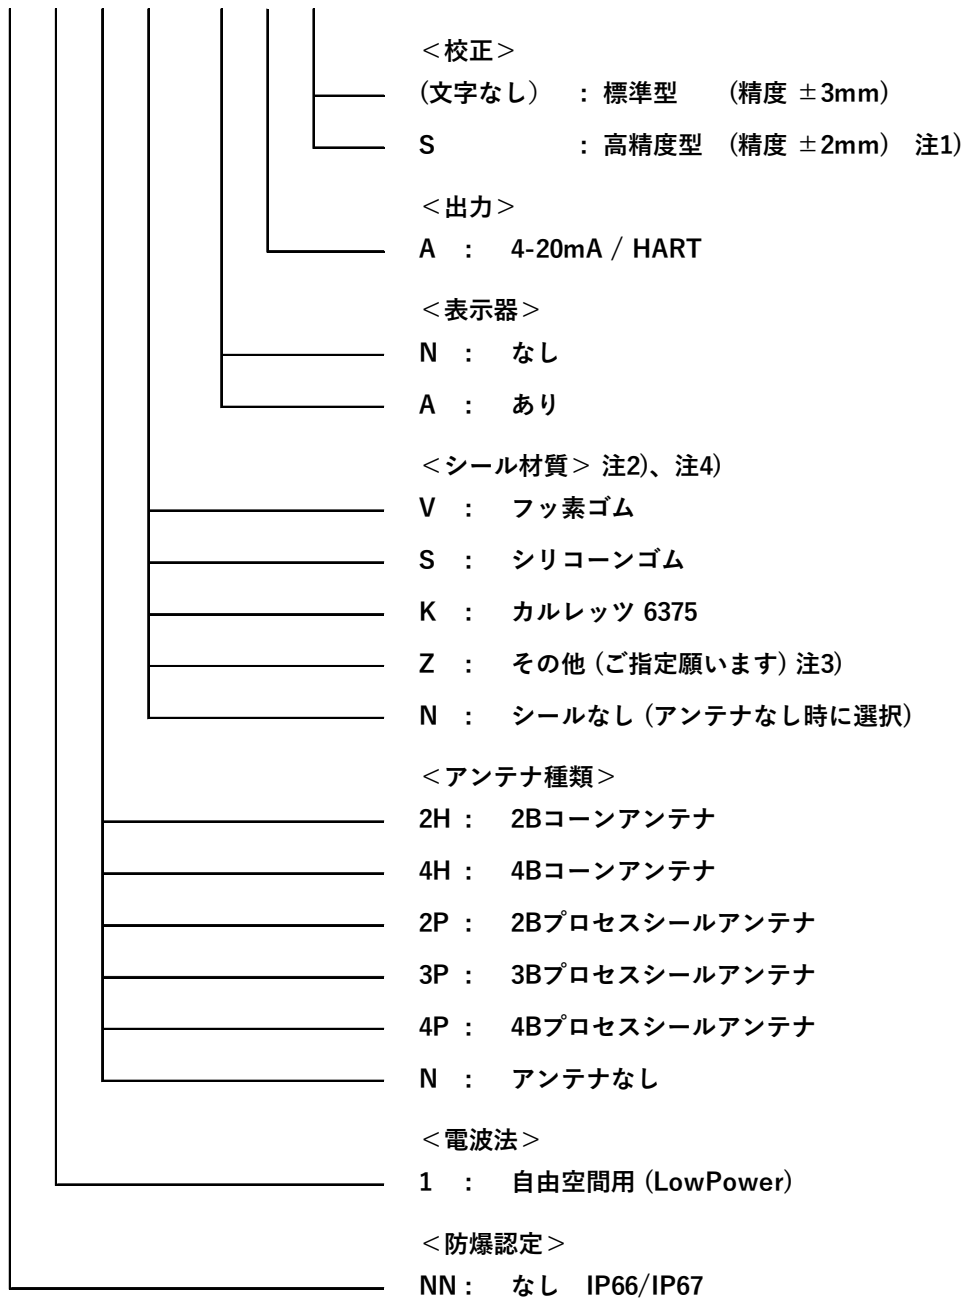 ＜校正＞
(文字なし） : 標準型 (精度 ±3mm)
S : 高精度型 (精度 ±2mm) 注1)
＜出力＞
A : 4-20mA / HART
＜表示器＞
N : なし
A : あり
＜シール材質＞ 注2)、注4)
V : フッ素ゴム
S : シリコーンゴム
K : カルレッツ 6375
Z : その他 (ご指定願います) 注3)
N : シールなし (アンテナなし時に選択)
＜アンテナ種類＞
2H : 2Bコーンアンテナ
4H : 4Bコーンアンテナ
2P : 2Bプロセスシールアンテナ
3P : 3Bプロセスシールアンテナ
4P : 4Bプロセスシールアンテナ
N : アンテナなし
＜電波法＞
1 : 自由空間用 (LowPower)
＜防爆認定＞
NN : なし IP66/IP67